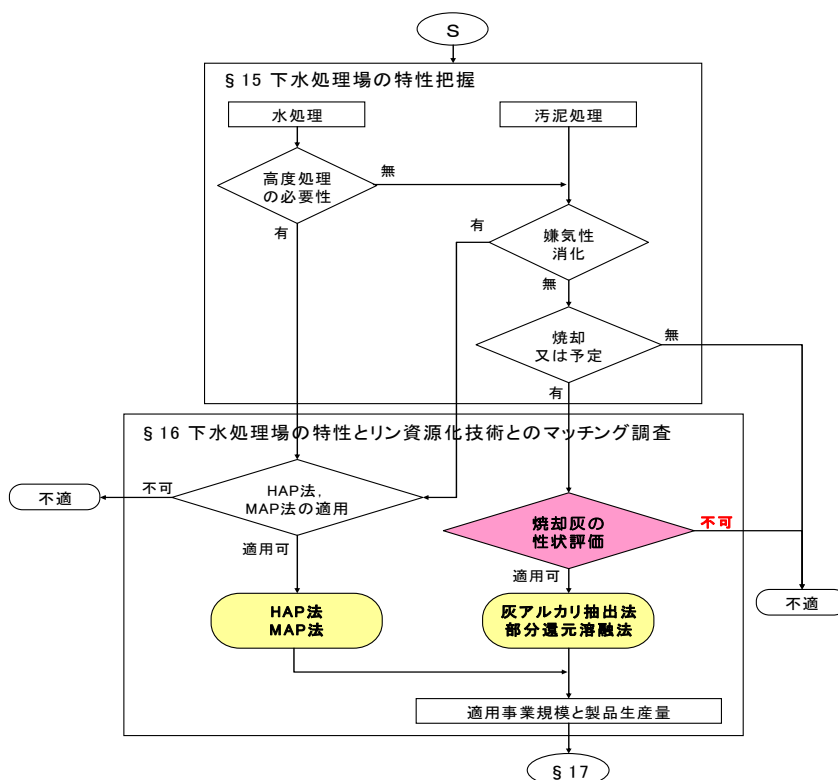 S
§15 下水処理場の特性把握
水処理
汚泥処理
高度処理
の必要性
無
有
有
嫌気性
消化
無
焼却
又は予定
無
有
§16 下水処理場の特性とリン資源化技術とのマッチング調査
不適
不可
HAP法,
MAP法の適用
焼却灰の
性状評価
不可
適用可
適用可
不適
HAP法
MAP法
灰アルカリ抽出法
部分還元溶融法
適用事業規模と製品生産量
§17